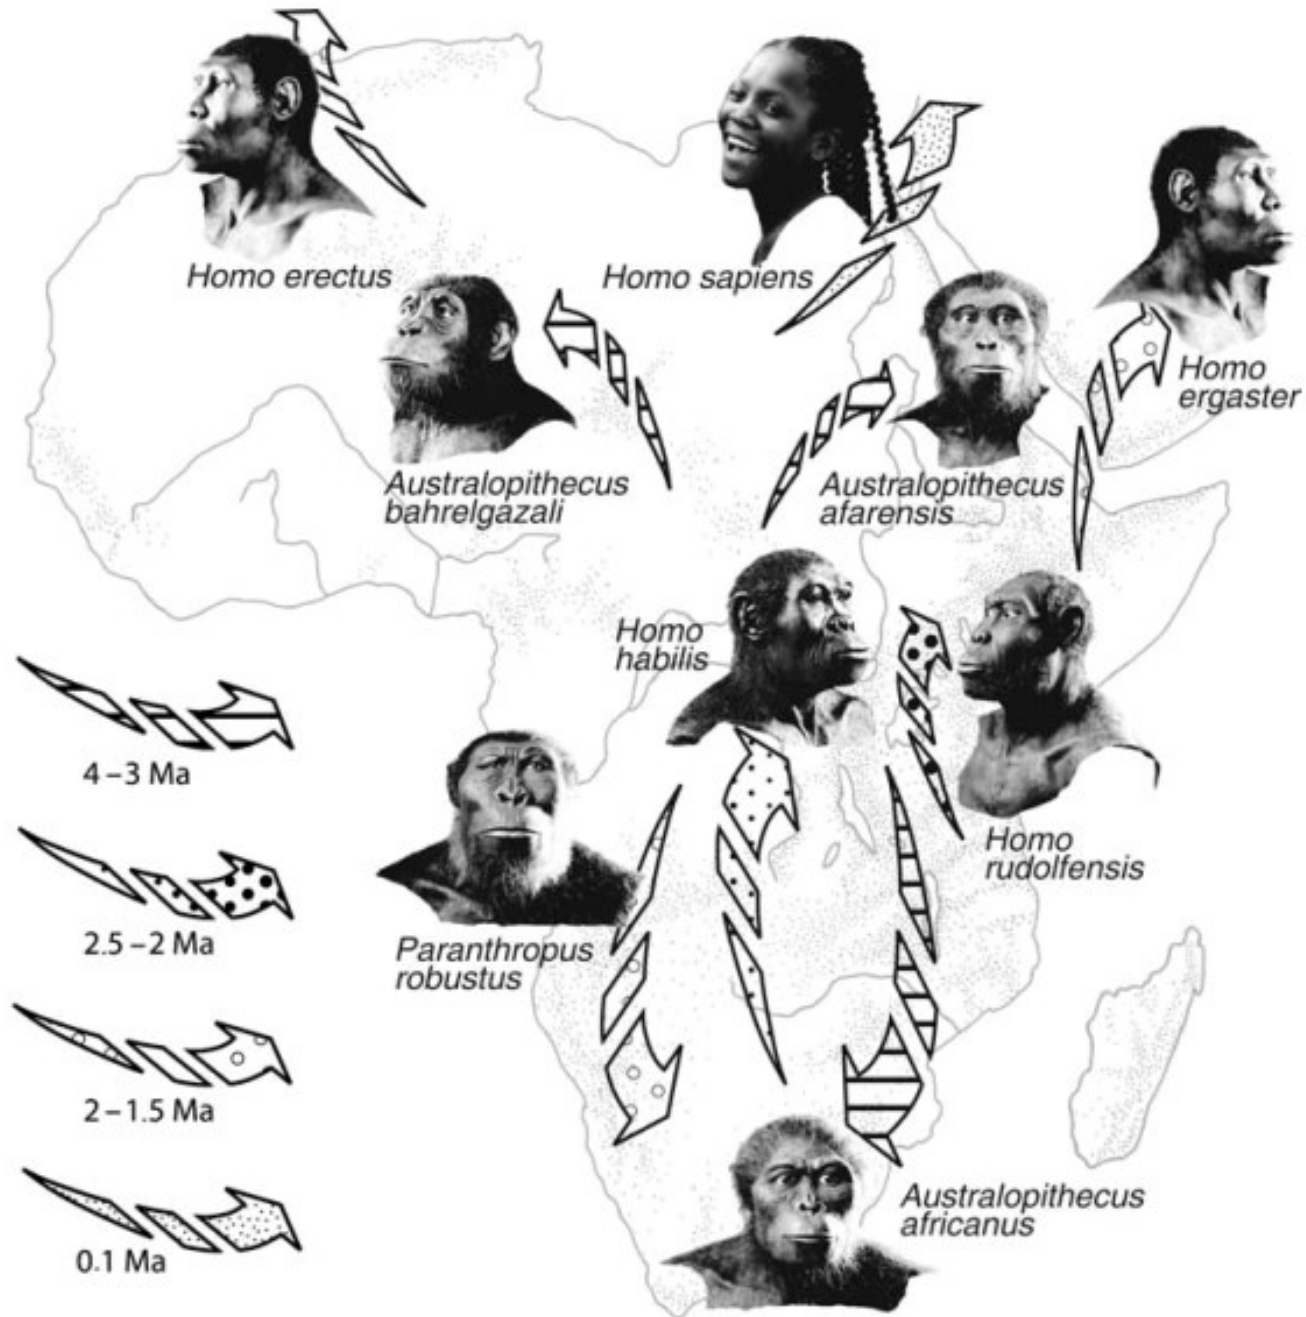 Homo erectus
Homo sapiens
Homo
ergaster
Australopithecus
bahrelgazali
Australopithecus
afarensis
Homo
habilis
4–3 Ma
Homo
rudolfensis
2.5–2 Ma
Paranthropus
robustus
2–1.5 Ma
Australopithecus
africanus
0.1 Ma